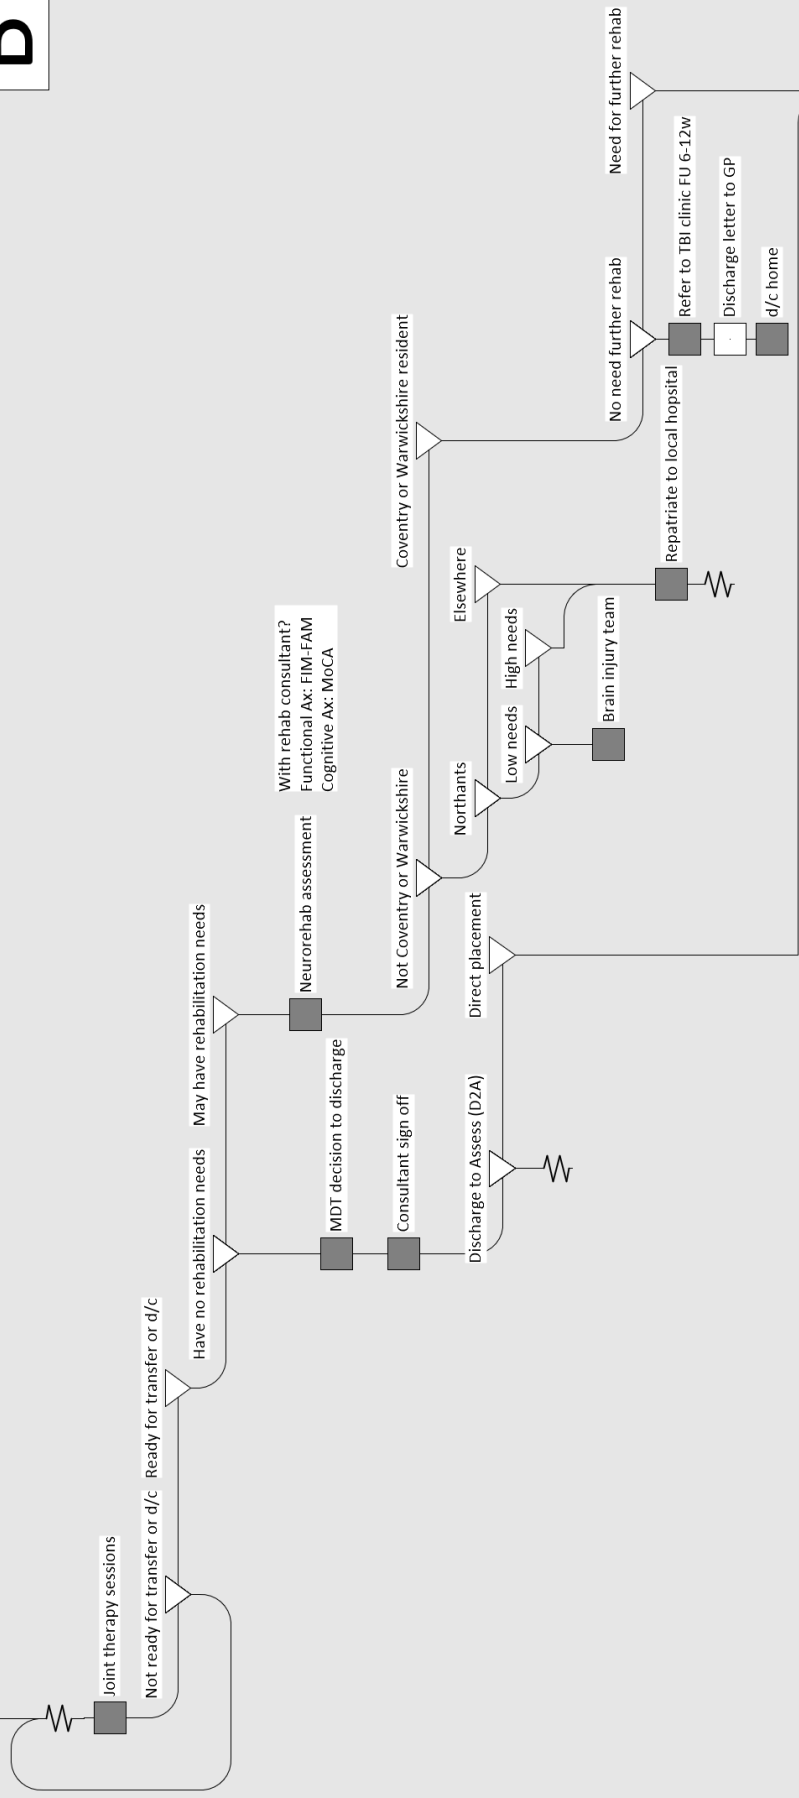 Joint therapy sessions
Not ready for transfer or d/c
Ready for transfer or d/c
Have no rehabilitation needs
May have rehabilitation needs
MDT decision to discharge
Consultant sign off
Discharge to Assess (D2A)
Direct placement
Neurorehab assessment
With rehab consultant?
Functional Ax: FIM-FAM
Cognitive Ax: MoCA
Not Coventry or Warwickshire
Coventry or Warwickshire resident
Northants
Elsewhere
Low needs
High needs
Brain injury team
Repatriate to local hopsital
No need further rehab
Need for further rehab
Refer to TBI clinic FU 6-12w
Discharge letter to GP
d/c home